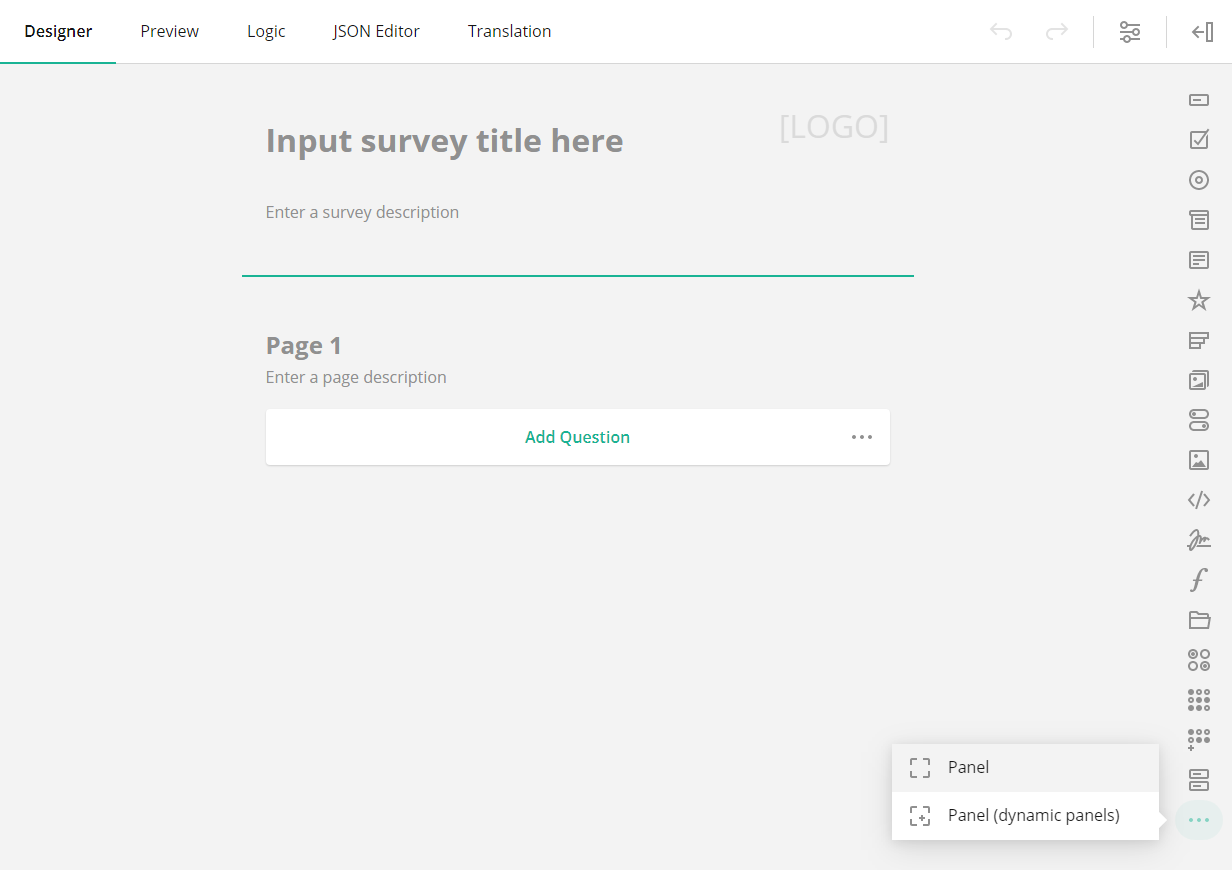 Designer Preview Logic JSON Editor Translation
Input survey title here
[LOGO]
Enter a survey description
Page 1
Enter a page description
Add Question
Panel
Panel (dynamic panels)